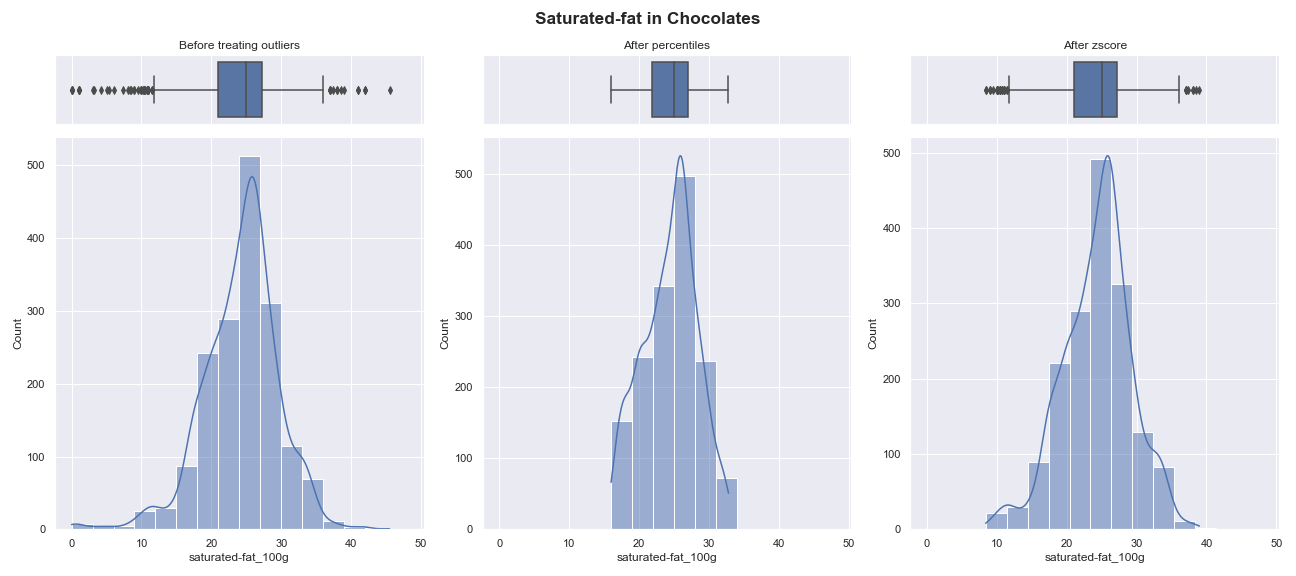 Saturated-fat in Chocolates
Before treating outliers
After percentiles
After zscore
500
400
300
200
100
0
Count
0 10 20 30 40 50
saturated-fat_100g
500
400
300
200
100
0
Count
0 10 20 30 40 50
saturated-fat_100g
500
400
300
200
100
0
Count
0 10 20 30 40 50
saturated-fat_100g